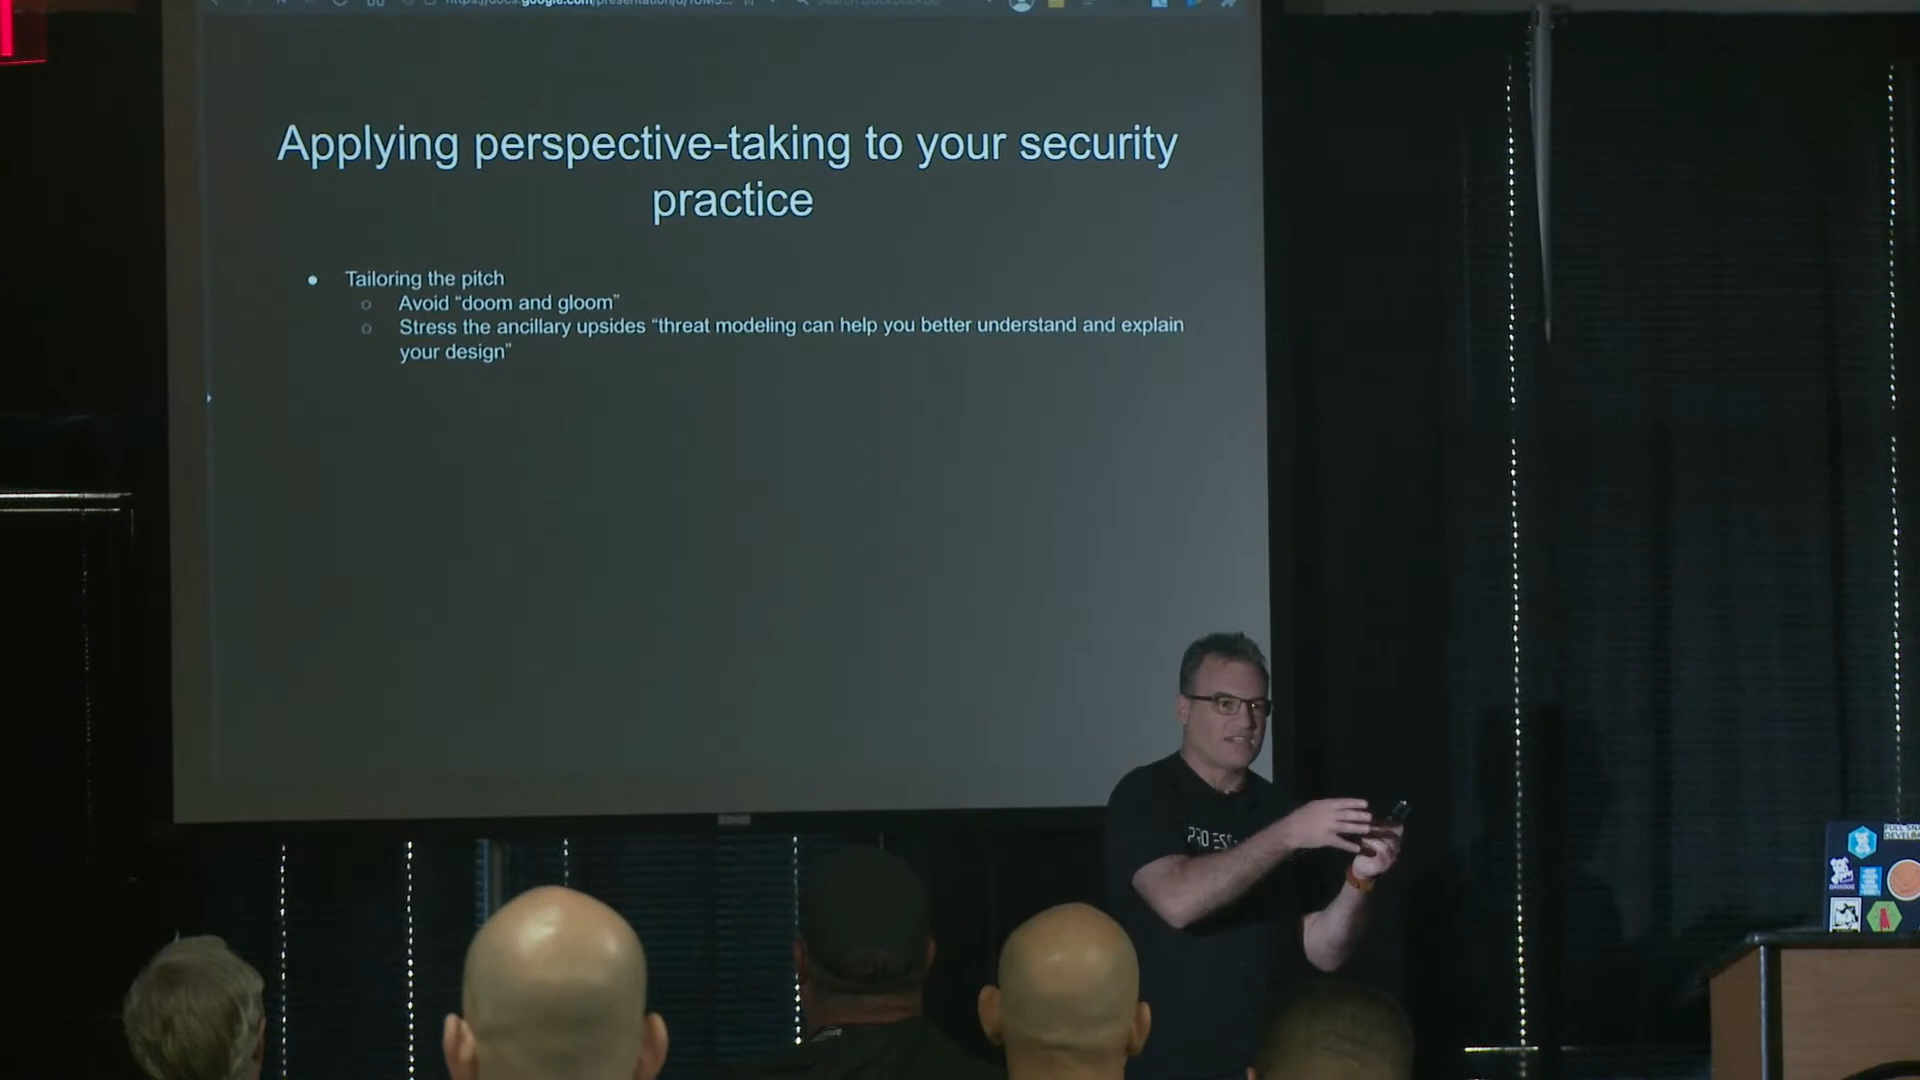 Applying perspective-taking to your security
practice
● Tailoring the pitch
○ Avoid “doom and gloom”
○ Stress the ancillary upsides “threat modeling can help you better understand and explain
your design”